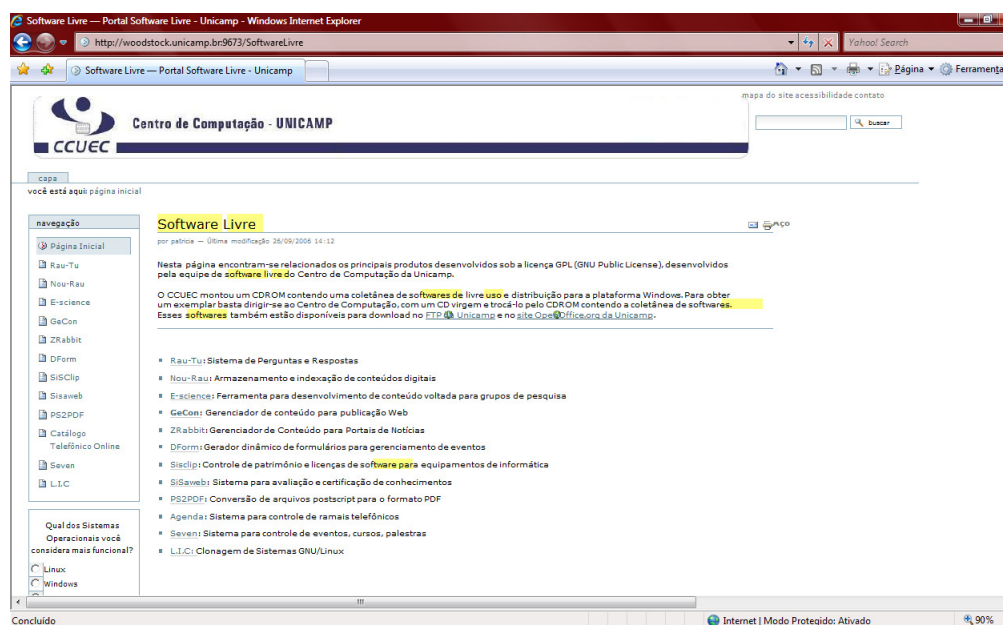 Software Livre — Portal Software Livre - Unicamp - Windows Internet Explorer
http://woodstock.unicamp.br:9673/SoftwareLivre
Yahoo! Search
Software Livre — Portal Software Livre - Unicamp
Página
Ferramenta
mapa do site acessibilidade contato
Centro de Computação - UNICAMP
CCUEC
buscar
capa
você está aqui: página inicial
navegação
Página Inicial
Rau-Tu
Nou-Rau
E-science
GeCon
ZRabbit
DForm
SiSClip
Sisaweb
PS2PDF
Catálogo
Telefônico Online
Seven
L.I.C
Qual dos Sistemas
Operacionais você
considera mais funcional?
Linux
Windows
Software Livre
por patricia — Última modificação 26/09/2006 14:12
Nesta página encontram-se relacionados os principais produtos desenvolvidos sob a licença GPL (GNU Public License), desenvolvidos
pela equipe de software livre do Centro de Computação da Unicamp.
O CCUEC montou um CDROM contendo uma coletânea de softwares de livre uso e distribuição para a plataforma Windows. Para obter
um exemplar basta dirigir-se ao Centro de Computação, com um CD virgem e trocá-lo pelo CDROM contendo a coletânea de softwares.
Esses softwares também estão disponíveis para download no FTP da Unicamp e no site OpenOffice.org da Unicamp.
Rau-Tu: Sistema de Perguntas e Respostas
Nou-Rau: Armazenamento e indexação de conteúdos digitais
E-science: Ferramenta para desenvolvimento de conteúdo voltada para grupos de pesquisa
GeCon: Gerenciador de conteúdo para publicação Web
ZRabbit: Gerenciador de Conteúdo para Portais de Notícias
DForm: Gerador dinâmico de formulários para gerenciamento de eventos
Sisclip: Controle de patrimônio e licenças de software para equipamentos de informática
SiSaweb: Sistema para avaliação e certificação de conhecimentos
PS2PDF: Conversão de arquivos postscript para o formato PDF
Agenda: Sistema para controle de ramais telefônicos
Seven: Sistema para controle de eventos, cursos, palestras
L.I.C: Clonagem de Sistemas GNU/Linux
Concluído
Internet | Modo Protegido: Ativado
90%